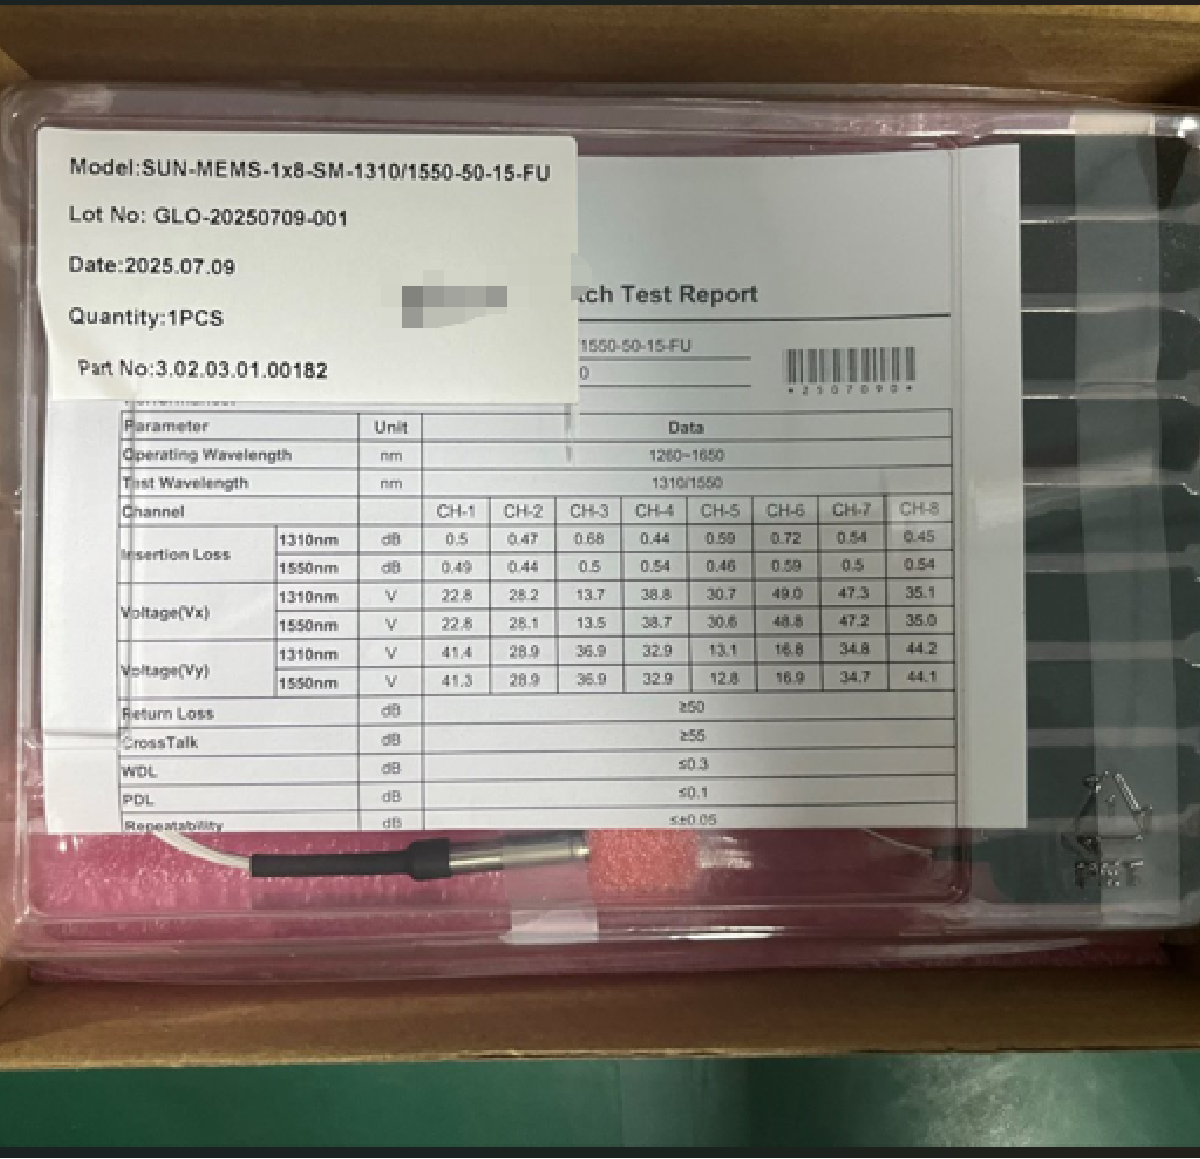 Model:SUN-MEMS-1x8-SM-1310/1550-50-15-FU
Lot No: GLO-20250709-001
Date:2025.07.09
Quantity:1PCS
Part No:3.02.03.01.00182
tch Test Report
1550-50-15-FU
0
*2507090*
Parameter Unit Data
Operating Wavelength nm 1260~1650
Test Wavelength nm 1310/1550
Channel CH-1 CH-2 CH-3 CH-4 CH-5 CH-6 CH-7 CH-8
Insertion Loss 1310nm dB 0.5 0.47 0.68 0.44 0.59 0.72 0.54 0.45
1550nm dB 0.49 0.44 0.5 0.54 0.46 0.59 0.5 0.54
Voltage(Vx) 1310nm V 22.8 28.2 13.7 38.8 30.7 49.0 47.3 35.1
1550nm V 22.8 28.1 13.5 38.7 30.6 48.8 47.2 35.0
Voltage(Vy) 1310nm V 41.4 28.9 36.9 32.9 13.1 16.8 34.8 44.2
1550nm V 41.3 28.9 36.9 32.9 12.8 16.9 34.7 44.1
Return Loss dB ≥50
CrossTalk dB ≥55
WDL dB ≤0.3
PDL dB ≤0.1
Repeatability dB ≤±0.05
PET